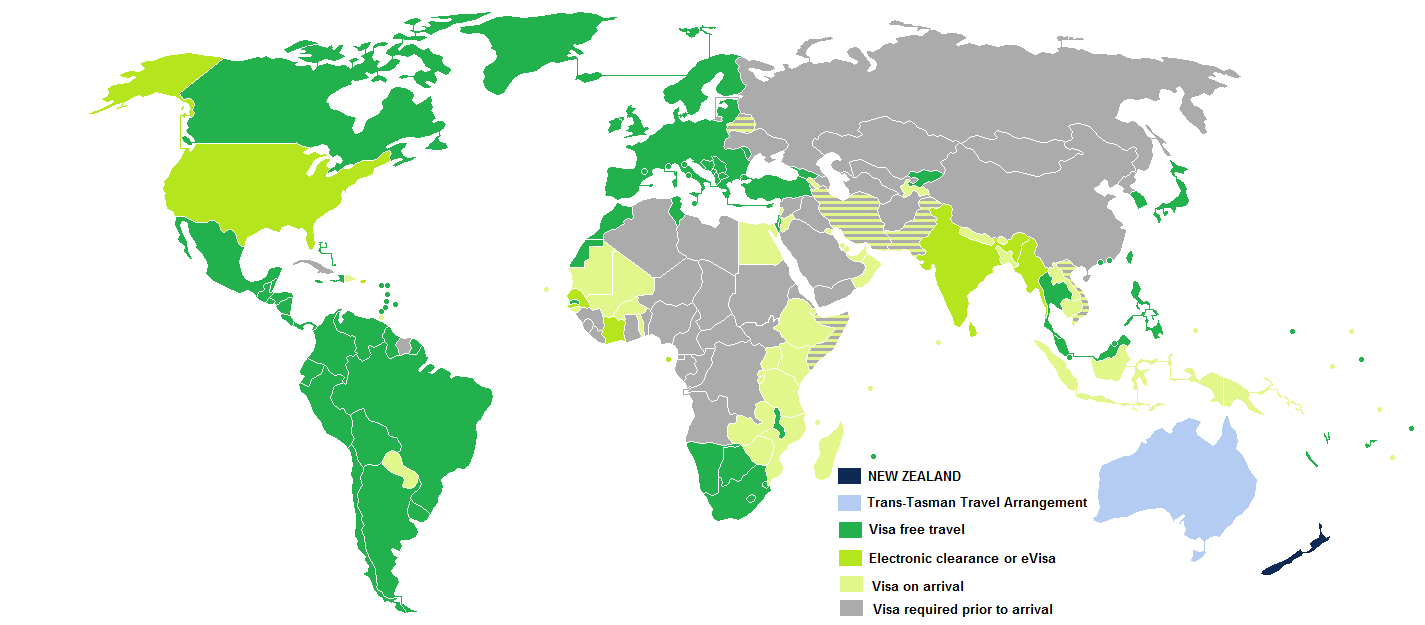 NEW ZEALAND
Trans-Tasman Travel Arrangement
Visa free travel
Electronic clearance or eVisa
Visa on arrival
Visa required prior to arrival